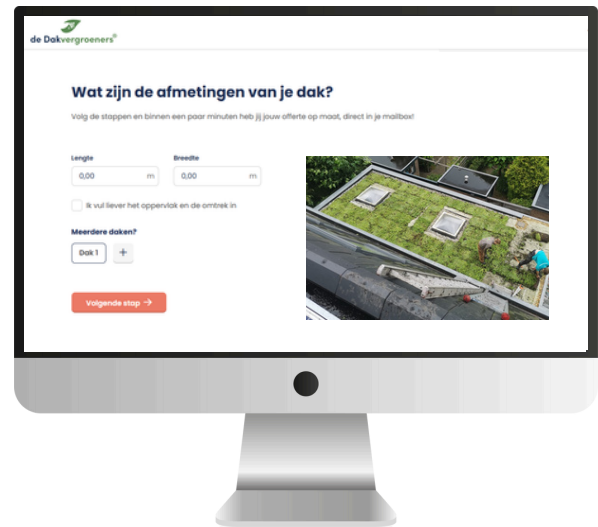 de Dakvergroeners®
Wat zijn de afmetingen van je dak?
Volg de stappen en binnen een paar minuten heb jij jouw offerte op maat, direct in je mailbox!
Lengte Breedte
0,00 m 0,00 m
Ik vul liever het oppervlak en de omtrek in
Meerdere daken?
Dak 1 +
Volgende stap →